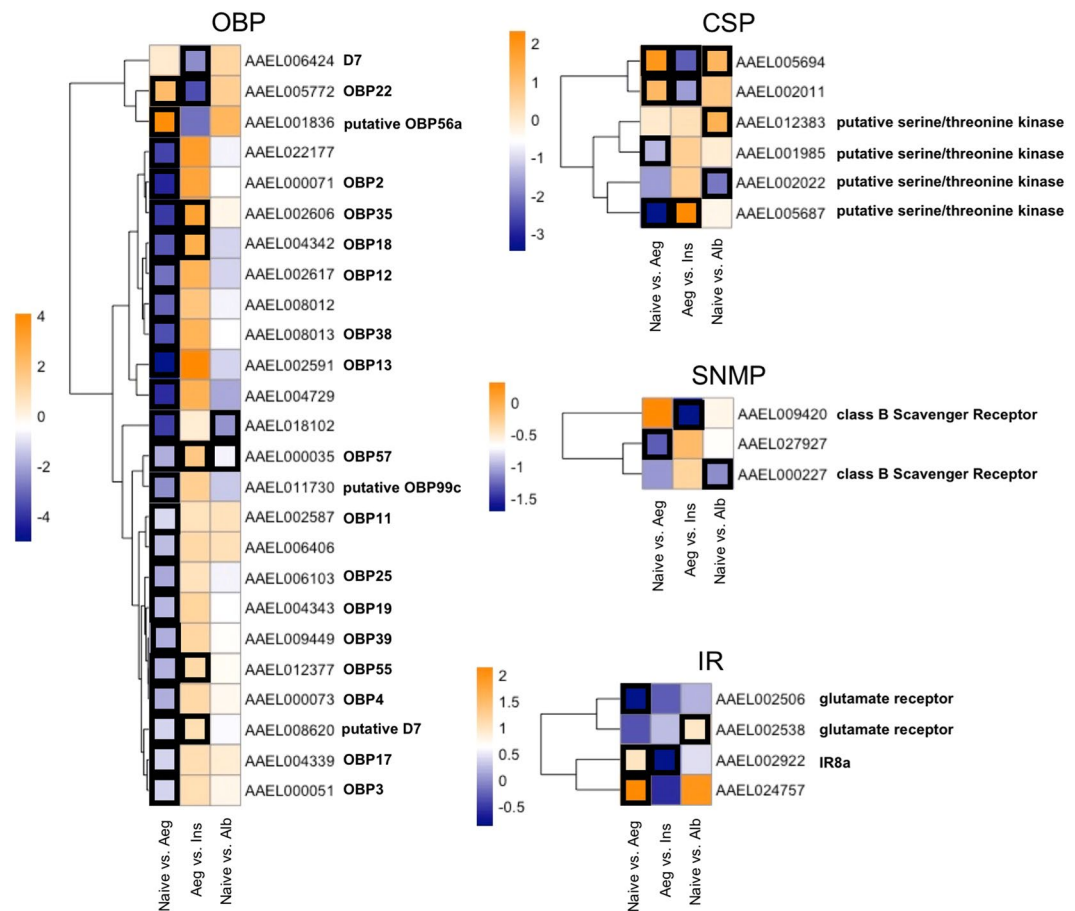 OBP
AAEL006424 D7
AAEL005772 OBP22
AAEL001836 putative OBP56a
AAEL022177
AAEL000071 OBP2
AAEL002606 OBP35
AAEL004342 OBP18
AAEL002617 OBP12
AAEL008012
AAEL008013 OBP38
AAEL002591 OBP13
AAEL004729
AAEL018102
AAEL000035 OBP57
AAEL011730 putative OBP99c
AAEL002587 OBP11
AAEL006406
AAEL006103 OBP25
AAEL004343 OBP19
AAEL009449 OBP39
AAEL012377 OBP55
AAEL000073 OBP4
AAEL008620 putative D7
AAEL004339 OBP17
AAEL000051 OBP3
4
2
0
-2
-4
Naive vs. Aeg
Aeg vs. Ins
Naive vs. Alb
CSP
2
1
0
-1
-2
-3
AAEL005694
AAEL002011
AAEL012383 putative serine/threonine kinase
AAEL001985 putative serine/threonine kinase
AAEL002022 putative serine/threonine kinase
AAEL005687 putative serine/threonine kinase
Naive vs. Aeg
Aeg vs. Ins
Naive vs. Alb
SNMP
0
-0.5
-1
-1.5
AAEL009420 class B Scavenger Receptor
AAEL027927
AAEL000227 class B Scavenger Receptor
Naive vs. Aeg
Aeg vs. Ins
Naive vs. Alb
IR
2
1.5
1
0.5
0
-0.5
AAEL002506 glutamate receptor
AAEL002538 glutamate receptor
AAEL002922 IR8a
AAEL024757
Naive vs. Aeg
Aeg vs. Ins
Naive vs. Alb